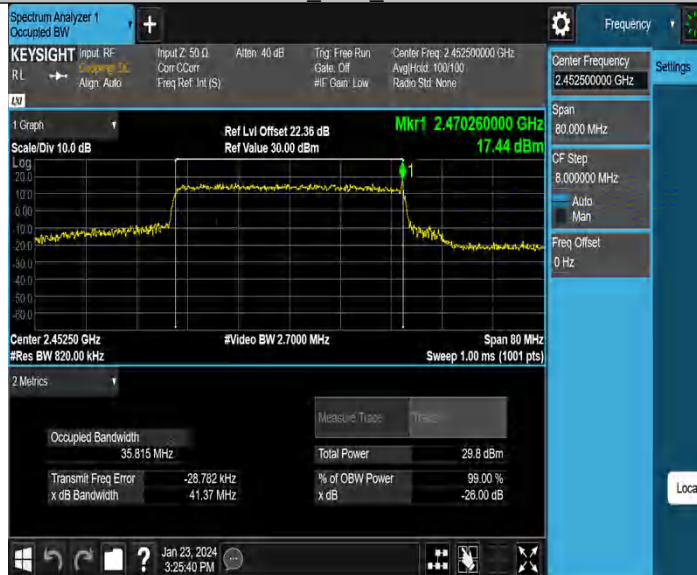 Spectrum Analyzer 1
Occupied BW
+
Frequency
Settings
KEYSIGHT
Input: RF
Coupling: DC
Align: Auto
Input Z: 50 Ω
Corr CCorr
Freq Ref: Int (S)
Atten: 40 dB
Trig: Free Run
Gate: Off
#IF Gain: Low
Center Freq: 2.452500000 GHz
Avg|Hold: 100/100
Radio Std: None
RL
LXI
Center Frequency
2.452500000 GHz
Span
80.000 MHz
CF Step
8.000000 MHz
Auto
Man
Freq Offset
0 Hz
1 Graph
Scale/Div 10.0 dB
Ref Lvl Offset 22.36 dB
Ref Value 30.00 dBm
Mkr1 2.470260000 GHz
17.44 dBm
Log
20.0
10.0
0.00
-10.0
-20.0
-30.0
-40.0
-50.0
-60.0
1
Center 2.45250 GHz
#Res BW 820.00 kHz
#Video BW 2.7000 MHz
Span 80 MHz
Sweep 1.00 ms (1001 pts)
2 Metrics
Measure Trace
Occupied Bandwidth
35.815 MHz
Total Power
29.8 dBm
Transmit Freq Error
-28.782 kHz
% of OBW Power
99.00 %
x dB Bandwidth
41.37 MHz
x dB
-26.00 dB
Loca
?
Jan 23, 2024
3:25:40 PM